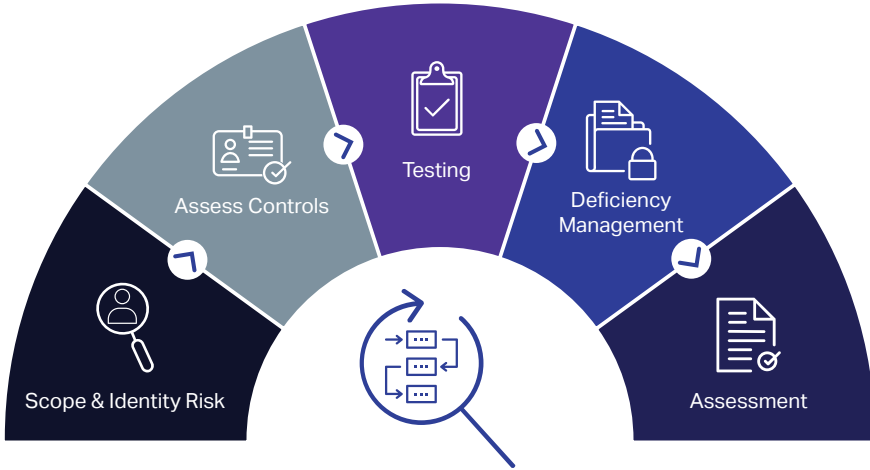 Scope & Identity Risk
Assess Controls
Testing
Deficiency
Management
Assessment